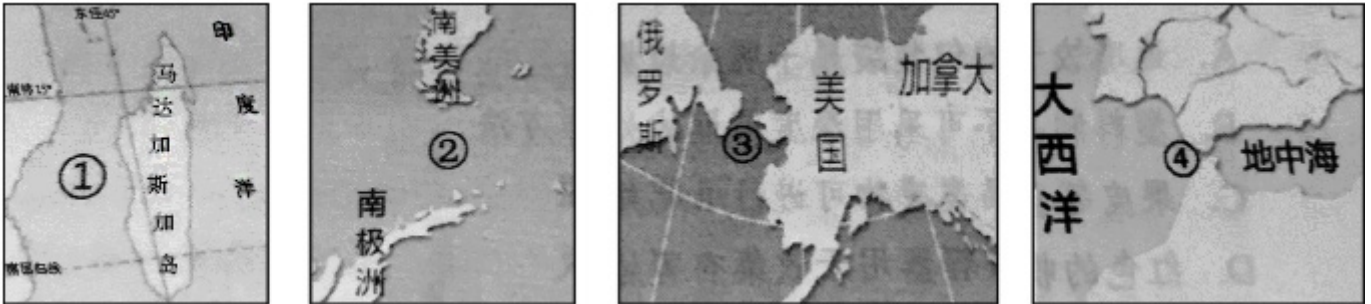 东经45°
印度洋
南纬15°
马达加斯加岛
①
南回归线
南美洲
②
南极洲
俄罗斯
美国
加拿大
③
大西洋
④
地中海